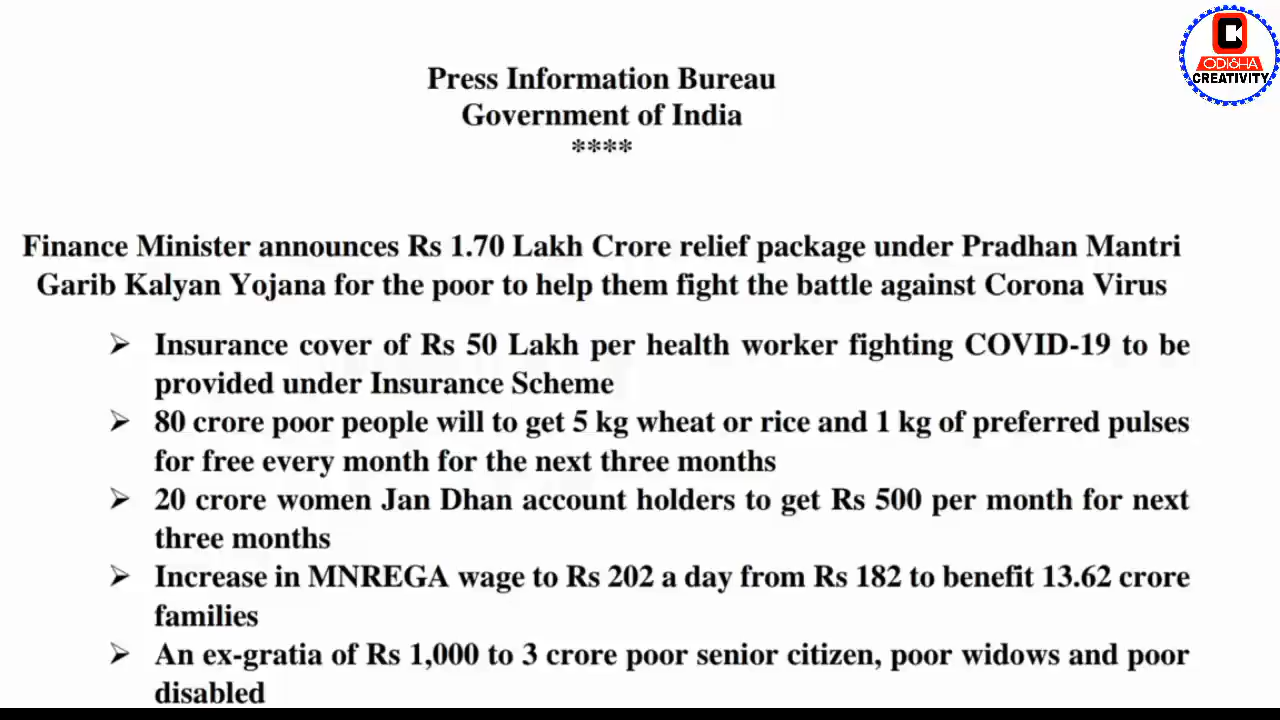 Press Information Bureau
Government of India
****
Finance Minister announces Rs 1.70 Lakh Crore relief package under Pradhan Mantri
Garib Kalyan Yojana for the poor to help them fight the battle against Corona Virus
➢ Insurance cover of Rs 50 Lakh per health worker fighting COVID-19 to be
provided under Insurance Scheme
➢ 80 crore poor people will to get 5 kg wheat or rice and 1 kg of preferred pulses
for free every month for the next three months
➢ 20 crore women Jan Dhan account holders to get Rs 500 per month for next
three months
➢ Increase in MNREGA wage to Rs 202 a day from Rs 182 to benefit 13.62 crore
families
➢ An ex-gratia of Rs 1,000 to 3 crore poor senior citizen, poor widows and poor
disabled
C
ODISHA
CREATIVITY